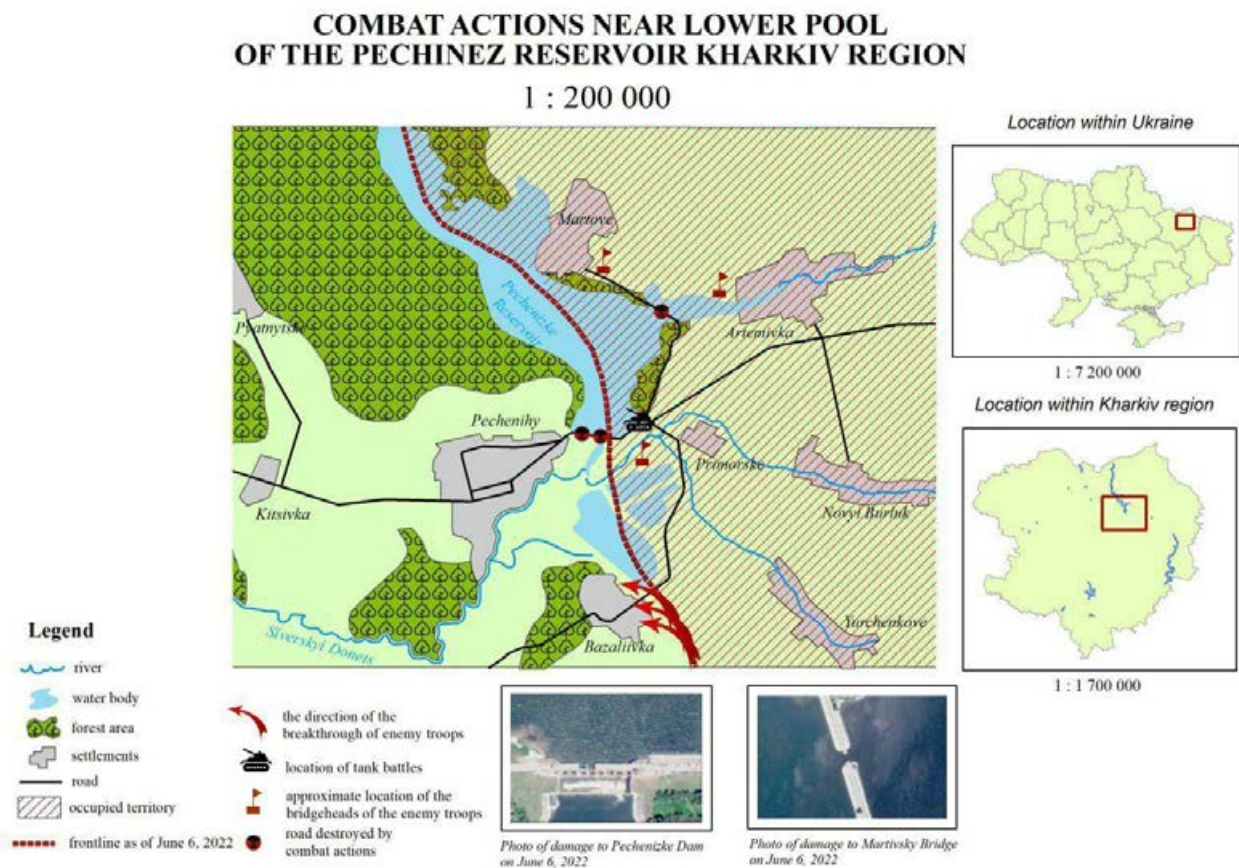 COMBAT ACTIONS NEAR LOWER POOL
OF THE PECHINEZ RESERVOIR KHARKIV REGION
1 : 200 000
Location within Ukraine
1 : 7 200 000
Location within Kharkiv region
1 : 1 700 000
Martove
Pechenizke
Reservoir
Pyatnytske
Artemivka
Pechenihy
Primorske
Kitsivka
Novyi Burluk
Yurchenkove
Bazaliivka
Siverskyi Donets
Legend
river
water body
forest area
settlements
road
occupied territory
frontline as of June 6, 2022
the direction of the
breakthrough of enemy troops
location of tank battles
approximate location of the
bridgeheads of the enemy troops
road destroyed by
combat actions
Photo of damage to Pechenizke Dam
on June 6, 2022
Photo of damage to Martivsky Bridge
on June 6, 2022